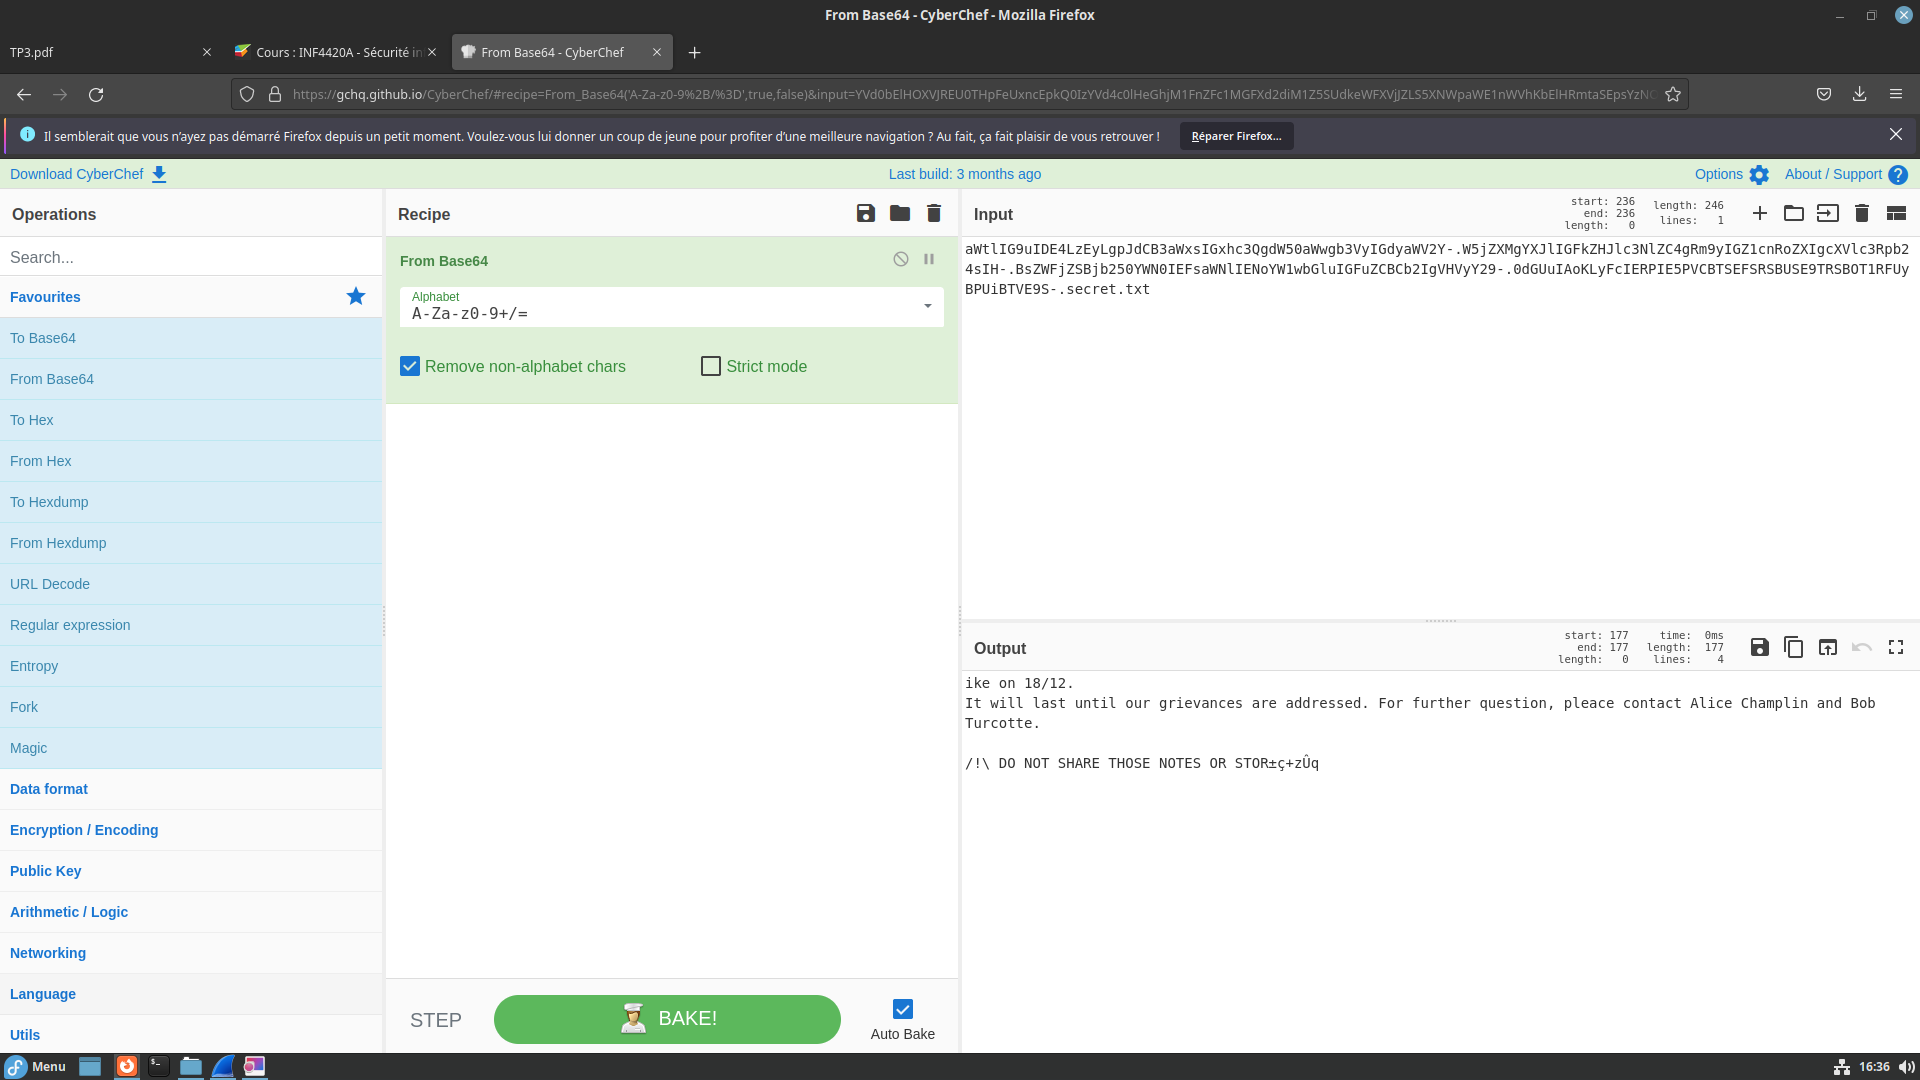 From Base64 - CyberChef - Mozilla Firefox
TP3.pdf
Cours : INF4420A - Sécurité in
From Base64 - CyberChef
https://gchq.github.io/CyberChef/#recipe=From_Base64('A-Za-z0-9%2B/%3D',true,false)&input=
Il semblerait que vous n’ayez pas démarré Firefox depuis un petit moment. Voulez-vous lui donner un coup de jeune pour profiter d’une meilleure navigation ? Au fait, ça fait plaisir de vous retrouver !
Réparer Firefox...
Download CyberChef
Last build: 3 months ago
Options
About / Support
Operations
Recipe
Input
start: 236
end: 236
length: 0
length: 246
lines: 1
Search...
Favourites
To Base64
From Base64
To Hex
From Hex
To Hexdump
From Hexdump
URL Decode
Regular expression
Entropy
Fork
Magic
Data format
Encryption / Encoding
Public Key
Arithmetic / Logic
Networking
Language
Utils
From Base64
Alphabet
A-Za-z0-9+/=
Remove non-alphabet chars
Strict mode
STEP
BAKE!
Auto Bake
aWtlIG9uIDE4LzEyLgpJdCB3aWxsIGxhc3QgdW50aWwgb3VyIGdyaWV2Y-.W5jZXMgYXJlIGFkZHJlc3NlZC4gRm9yIGZ1cnRoZXIgcXVlc3Rpb2
4sIH-.BsZWFjZSBjb250YWN0IEFsaWNlIENoYW1wbGluIGFuZCBCb2IgVHVyY29-.0dGUuIAoKLyFcIERPIE5PVCBTSEFSRSBUSE9TRSBOT1RFUy
BPUiBTVE9S-.secret.txt
Output
start: 177
end: 177
length: 0
time: 0ms
length: 177
lines: 4
ike on 18/12.
It will last until our grievances are addressed. For further question, pleace contact Alice Champlin and Bob
Turcotte.
/!\ DO NOT SHARE THOSE NOTES OR STOR±ç+zÛq
Menu
16:36